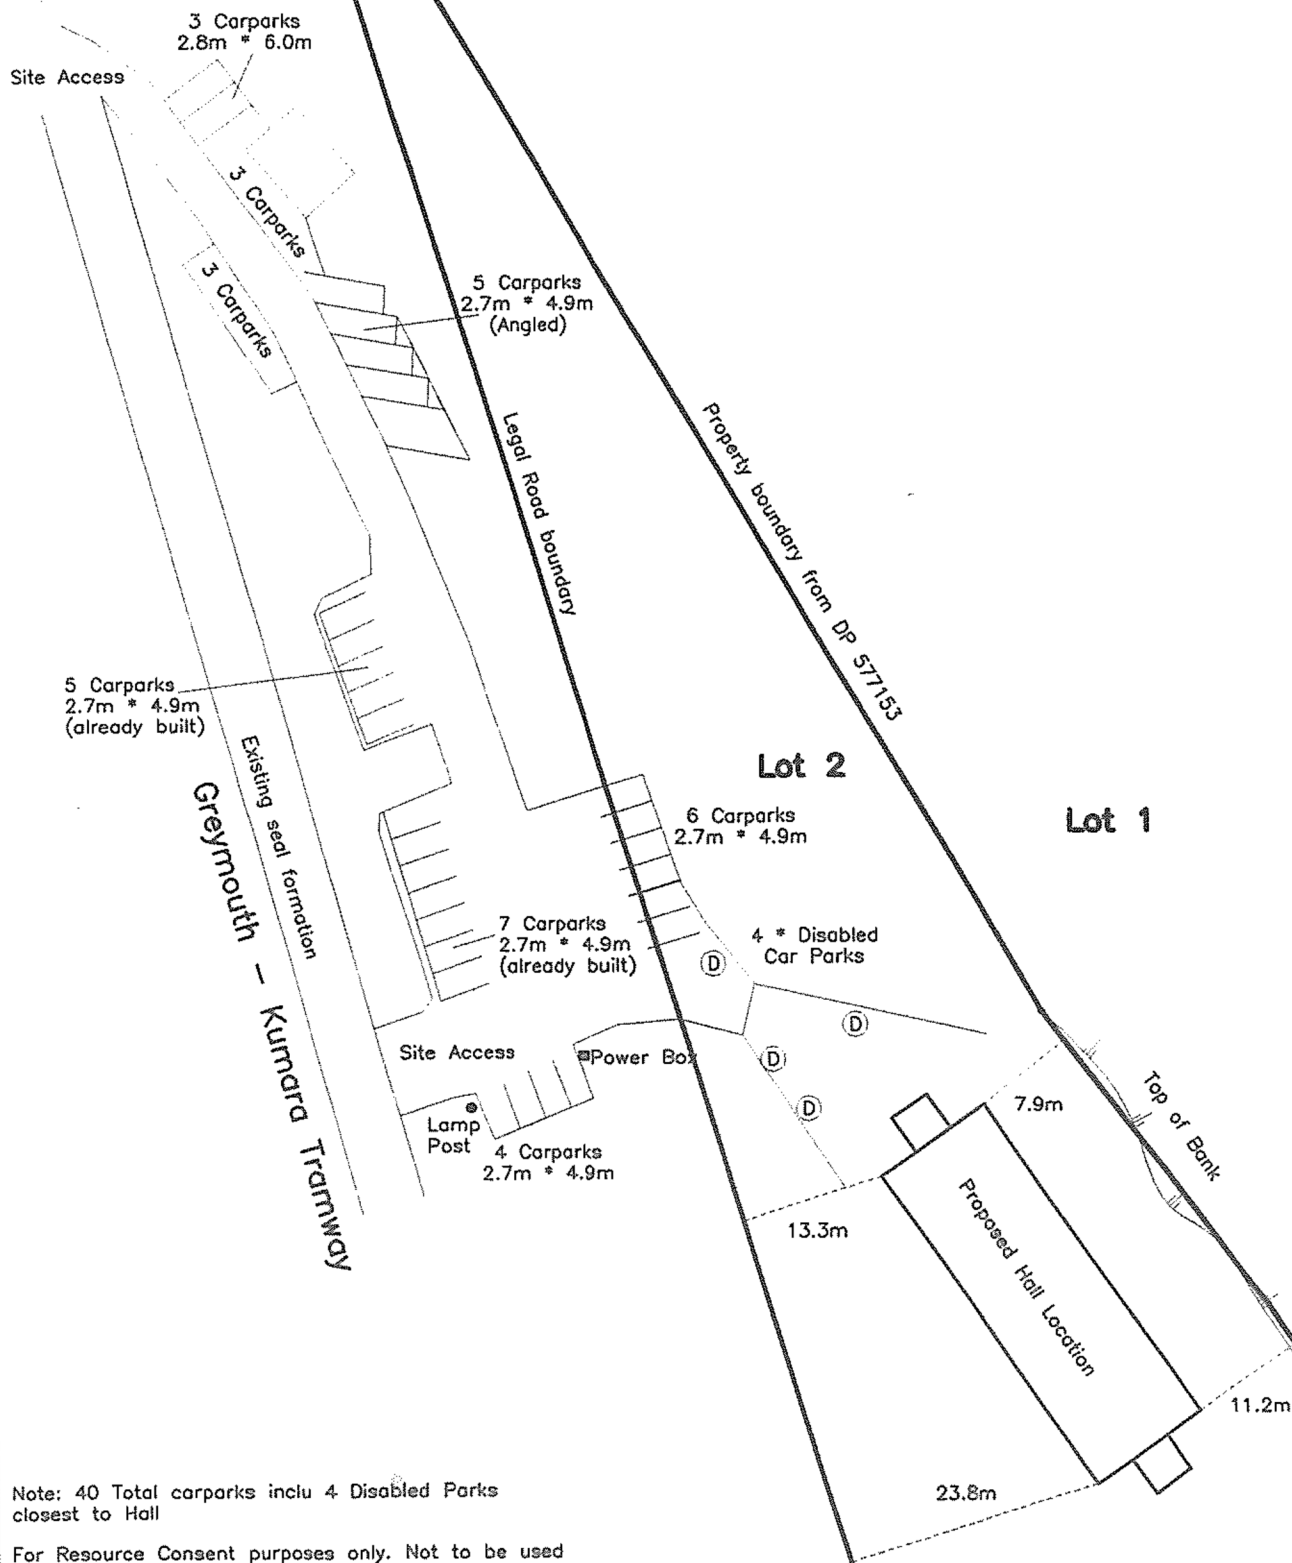 3 Carparks
2.8m * 6.0m
Site Access
3 Carparks
3 Carparks
5 Carparks
2.7m * 4.9m
(Angled)
Legal Road boundary
Property boundary from DP 577153
5 Carparks
2.7m * 4.9m
(already built)
Existing seal formation
Greymouth – Kumara Tramway
Lot 2
Lot 1
6 Carparks
2.7m * 4.9m
7 Carparks
2.7m * 4.9m
(already built)
4 * Disabled
Car Parks
D
D
D
D
Site Access
Power Box
Lamp
Post
4 Carparks
2.7m * 4.9m
7.9m
Top of Bank
13.3m
Proposed Hall Location
11.2m
23.8m
Note: 40 Total carparks inclu 4 Disabled Parks
closest to Hall
For Resource Consent purposes only. Not to be used